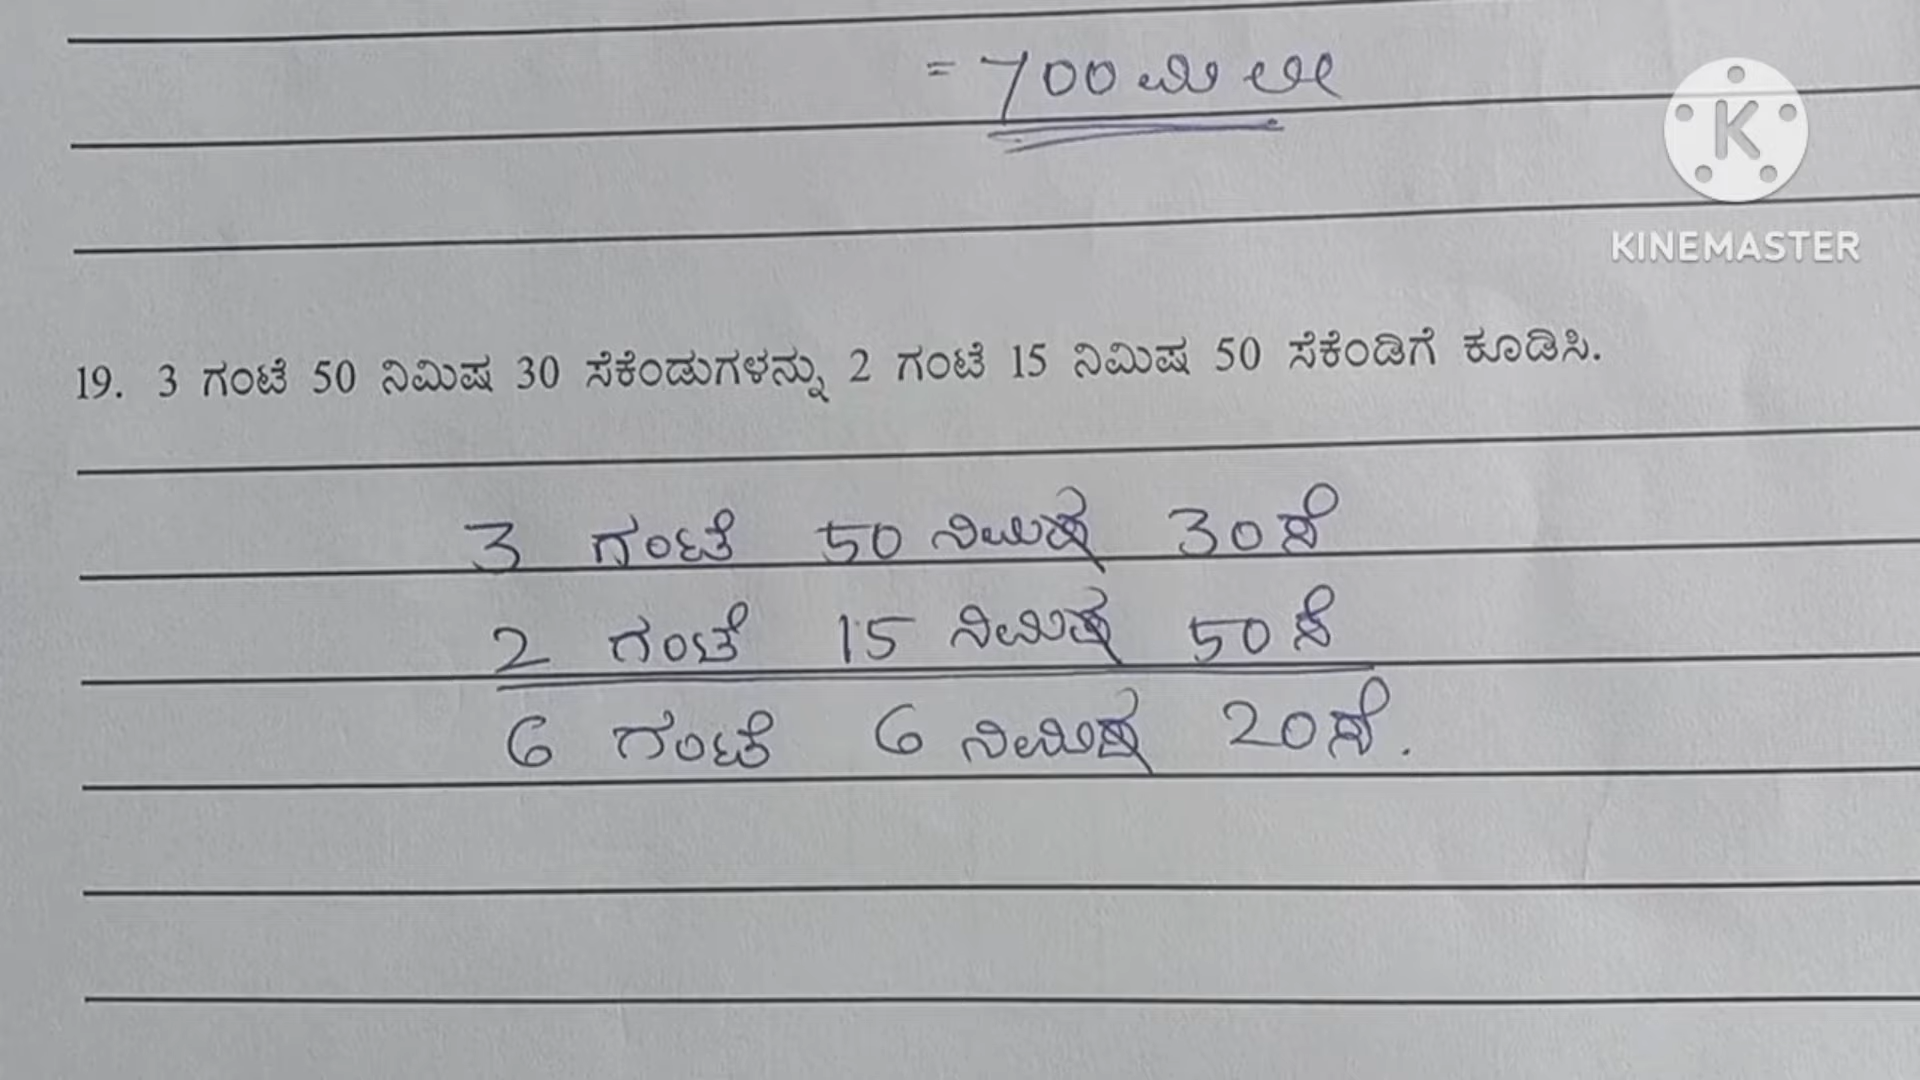 = 700 ಮಿ ಲೀ
KINEMASTER
19. 3 ಗಂಟೆ 50 ನಿಮಿಷ 30 ಸೆಕೆಂಡುಗಳನ್ನು 2 ಗಂಟೆ 15 ನಿಮಿಷ 50 ಸೆಕೆಂಡಿಗೆ ಕೂಡಿಸಿ.
3 ಗಂಟೆ 50 ನಿಮಿಷ 30 ಸೆ
2 ಗಂಟೆ 15 ನಿಮಿಷ 50 ಸೆ
6 ಗಂಟೆ 6 ನಿಮಿಷ 20 ಸೆ.